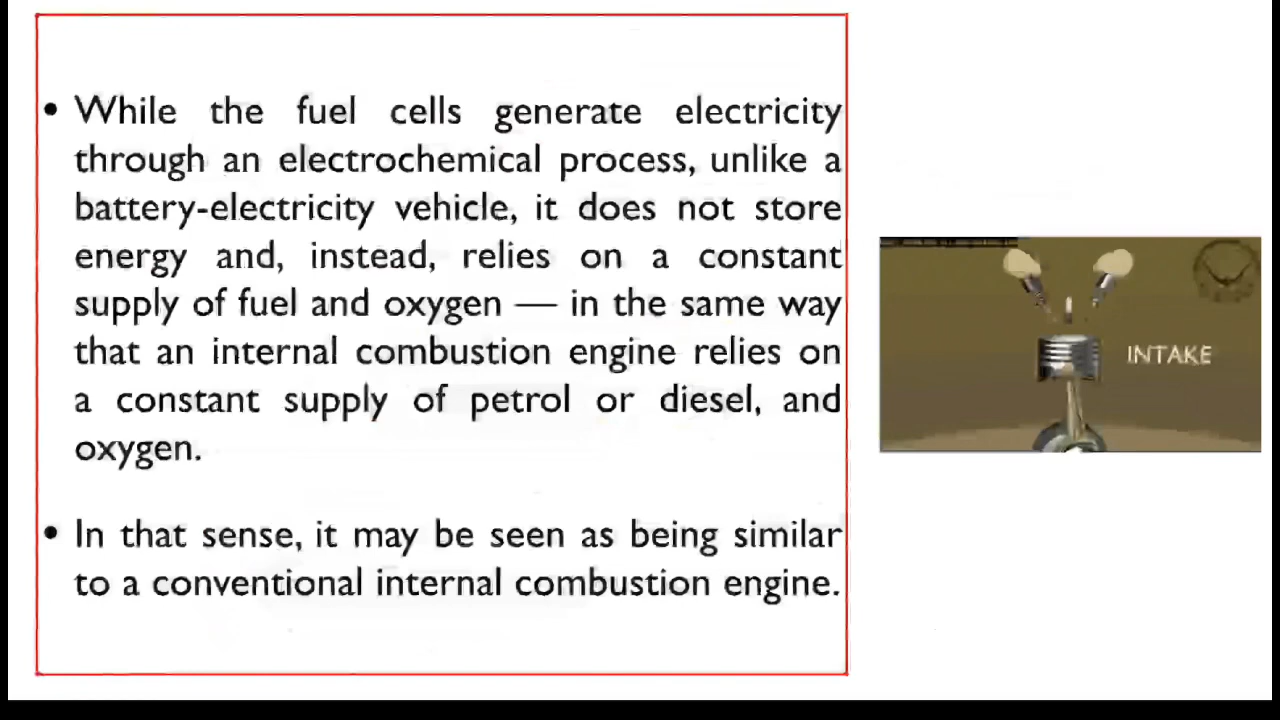 • While the fuel cells generate electricity
through an electrochemical process, unlike a
battery-electricity vehicle, it does not store
energy and, instead, relies on a constant
supply of fuel and oxygen — in the same way
that an internal combustion engine relies on
a constant supply of petrol or diesel, and
oxygen.
• In that sense, it may be seen as being similar
to a conventional internal combustion engine.
INTAKE